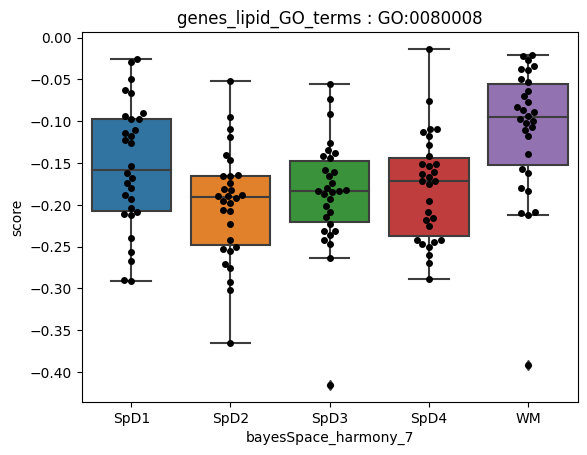 genes_lipid_GO_terms : GO:0080008
0.00
−0.05
−0.10
−0.15
−0.20
−0.25
−0.30
−0.35
−0.40
score
SpD1 SpD2 SpD3 SpD4 WM
bayesSpace_harmony_7